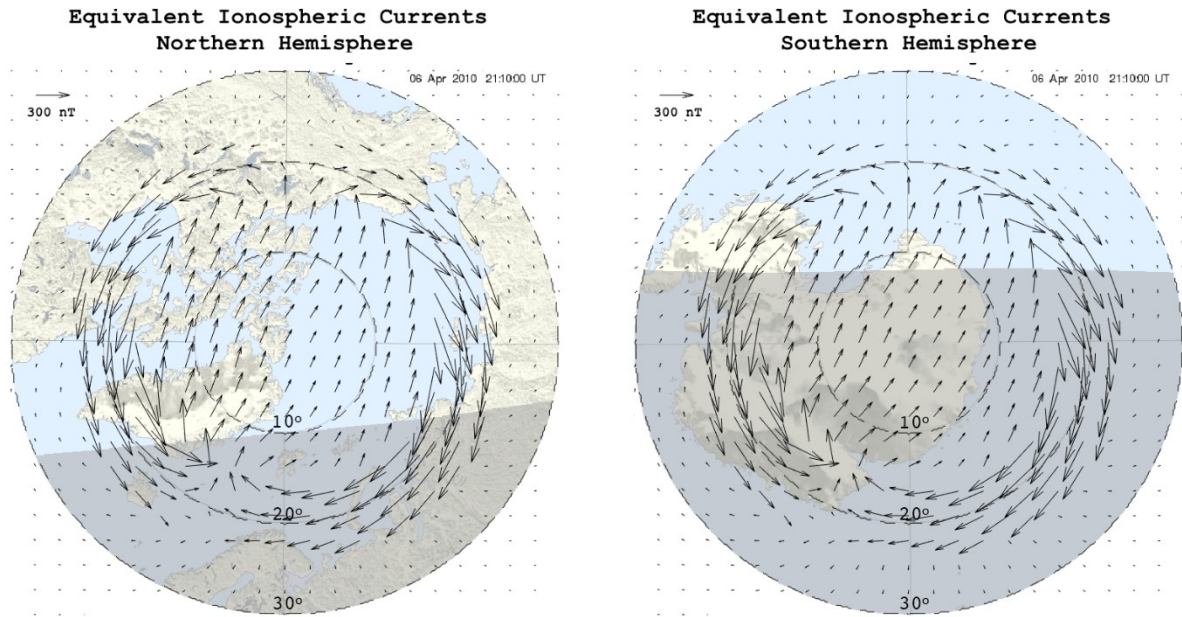 Equivalent Ionospheric Currents
Northern Hemisphere
06 Apr 2010 21:10:00 UT
300 nT
10°
20°
30°
Equivalent Ionospheric Currents
Southern Hemisphere
06 Apr 2010 21:10:00 UT
300 nT
10°
20°
30°